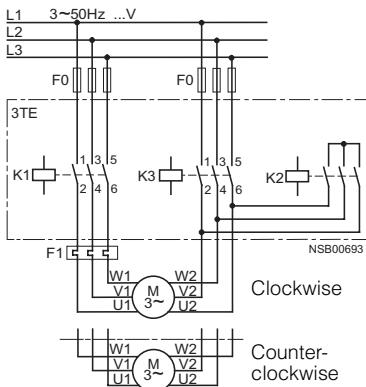 L1 3~50Hz ...V
L2
L3
F0 F0
3TE
K1 1 3 5 K3 1 3 5 K2
2 4 6 2 4 6
NSB00693
F1
W1 W2
V1 M V2
U1 3~ U2
Clockwise
W1 W2
V1 M V2
U1 3~ U2
Counter-
clockwise